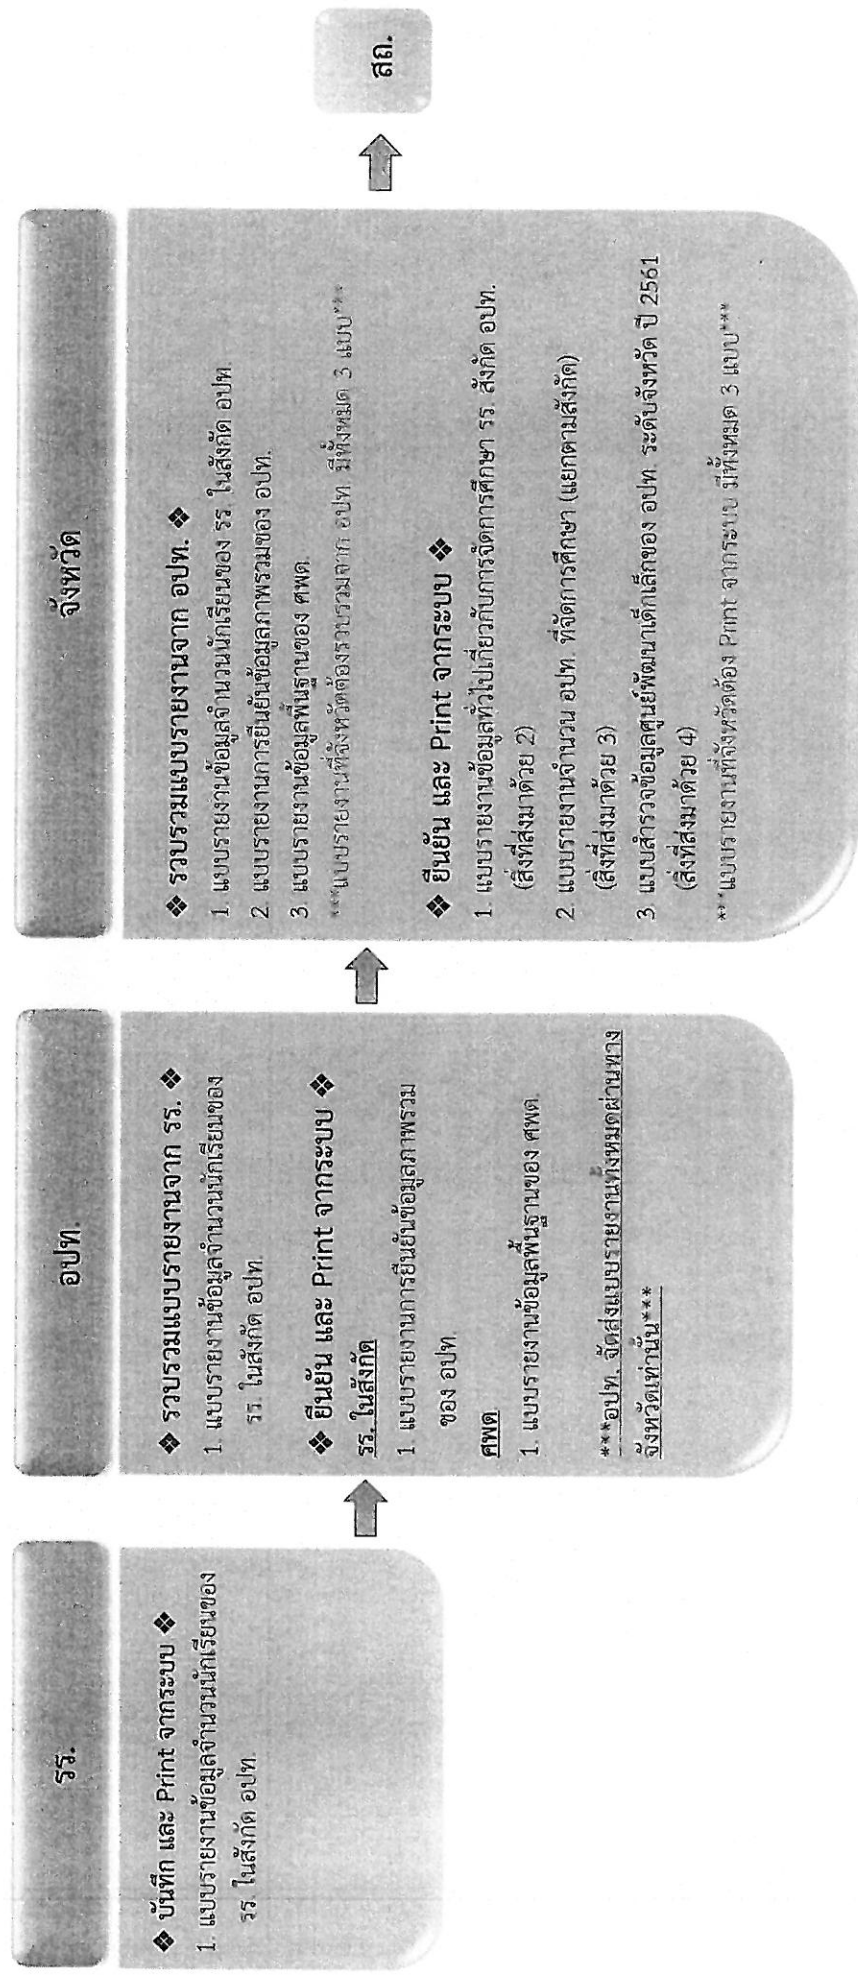 รร.
❖ บันทึก และ Print จากระบบ ❖
1. แบบรายงานข้อมูลจำนวนนักเรียนของ
รร. ในสังกัด อปท.
อปท.
❖ รวบรวมแบบรายงานจาก รร. ❖
1. แบบรายงานข้อมูลจำนวนนักเรียนของ
รร. ในสังกัด อปท.
❖ ยืนยัน และ Print จากระบบ ❖
รร. ในสังกัด
1. แบบรายงานการยืนยันข้อมูลภาพรวม
ของ อปท.
ศพด
1. แบบรายงานข้อมูลพื้นฐานของ ศพด.
***อปท. จัดส่งแบบรายงานทั้งหมดผ่านทาง
จังหวัดเท่านั้น***
จังหวัด
❖ รวบรวมแบบรายงานจาก อปท. ❖
1. แบบรายงานข้อมูลจำนวนนักเรียนของ รร. ในสังกัด อปท.
2. แบบรายงานการยืนยันข้อมูลภาพรวมของ อปท.
3. แบบรายงานข้อมูลพื้นฐานของ ศพด.
***แบบรายงานที่จังหวัดต้องรวบรวมจาก อปท. มีทั้งหมด 3 แบบ***
❖ ยืนยัน และ Print จากระบบ ❖
1. แบบรายงานข้อมูลทั่วไปเกี่ยวกับการจัดการศึกษา รร. สังกัด อปท.
(สิ่งที่ส่งมาด้วย 2)
2. แบบรายงานจำนวน อปท. ที่จัดการศึกษา (แยกตามสังกัด)
(สิ่งที่ส่งมาด้วย 3)
3. แบบสำรวจข้อมูลศูนย์พัฒนาเด็กเล็กของ อปท. ระดับจังหวัด ปี 2561
(สิ่งที่ส่งมาด้วย 4)
***แบบรายงานที่จังหวัดต้อง Print จากระบบ มีทั้งหมด 3 แบบ***
สถ.